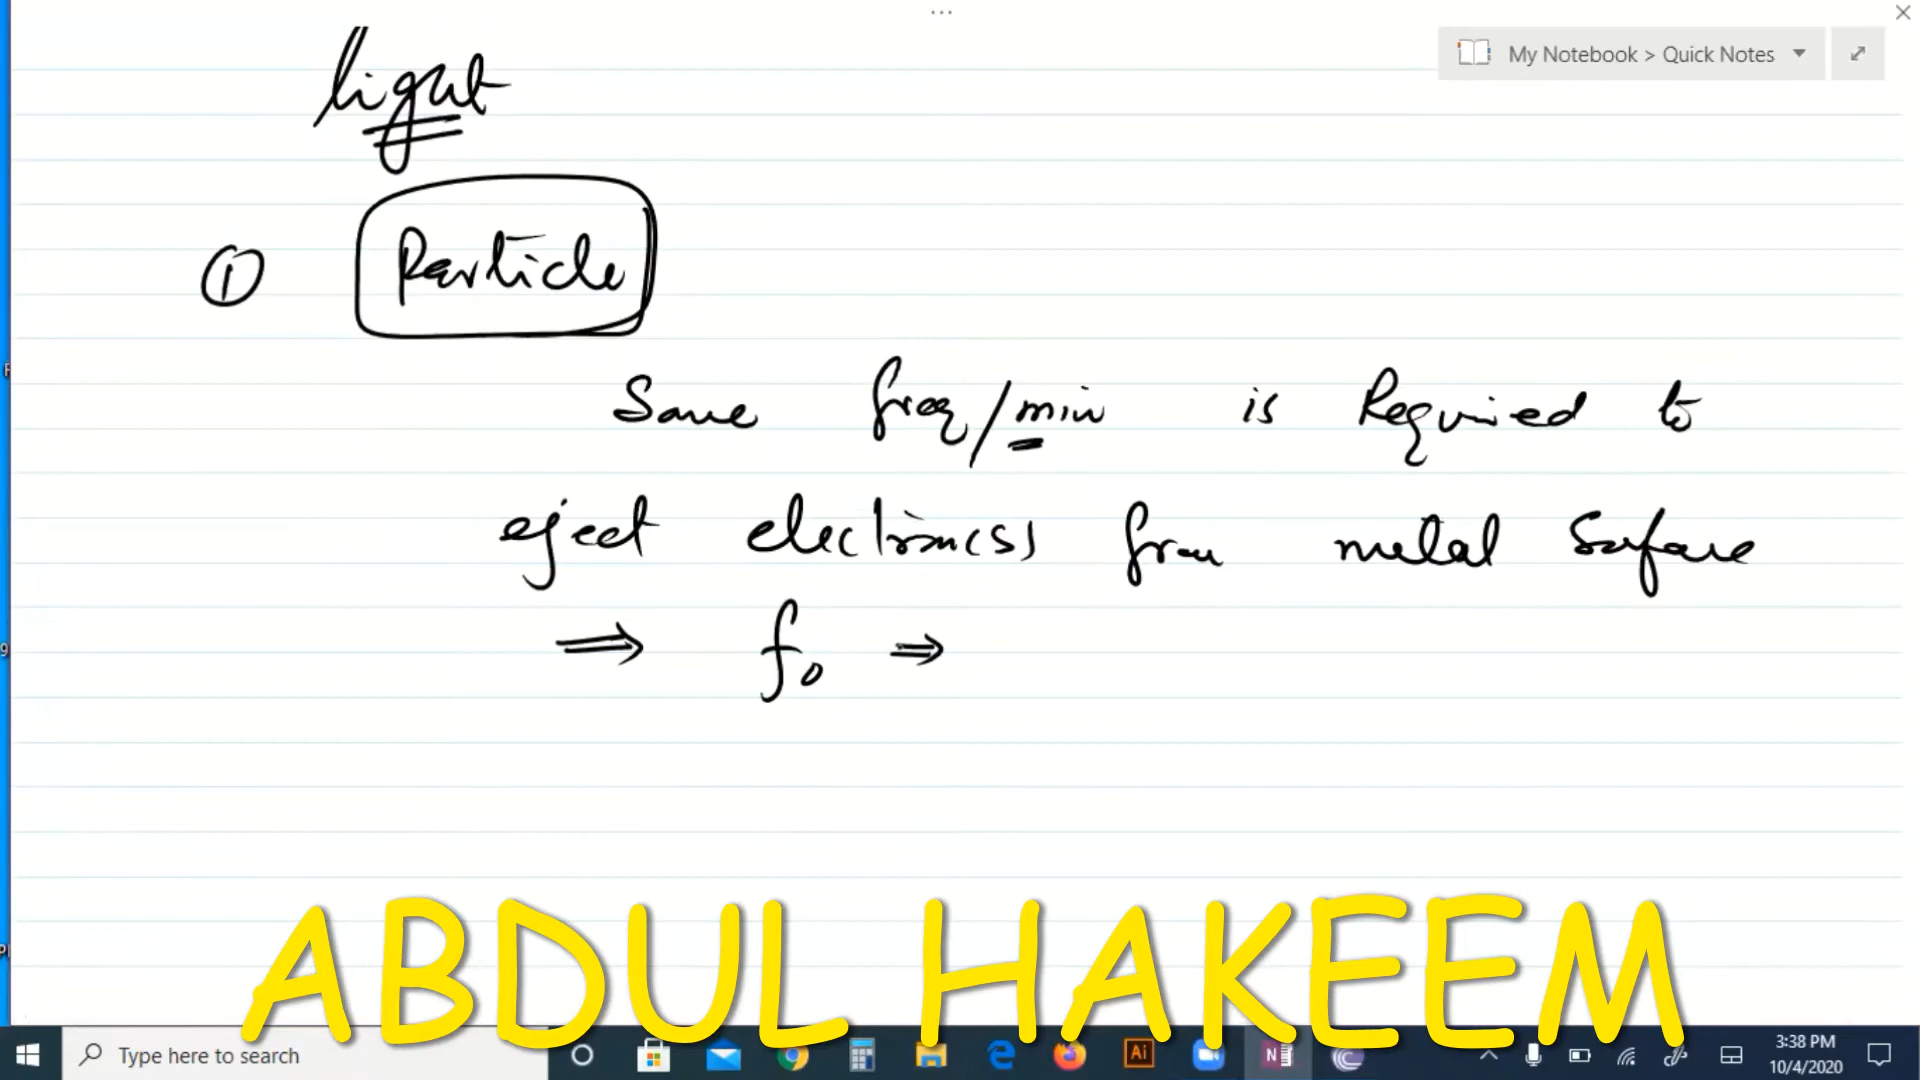 light
My Notebook > Quick Notes
① Particle
Same freq/min is Required to
eject electron(s) from metal Surface
⇒ f₀ ⇒
ABDUL HAKEEM
Type here to search
3:38 PM
10/4/2020